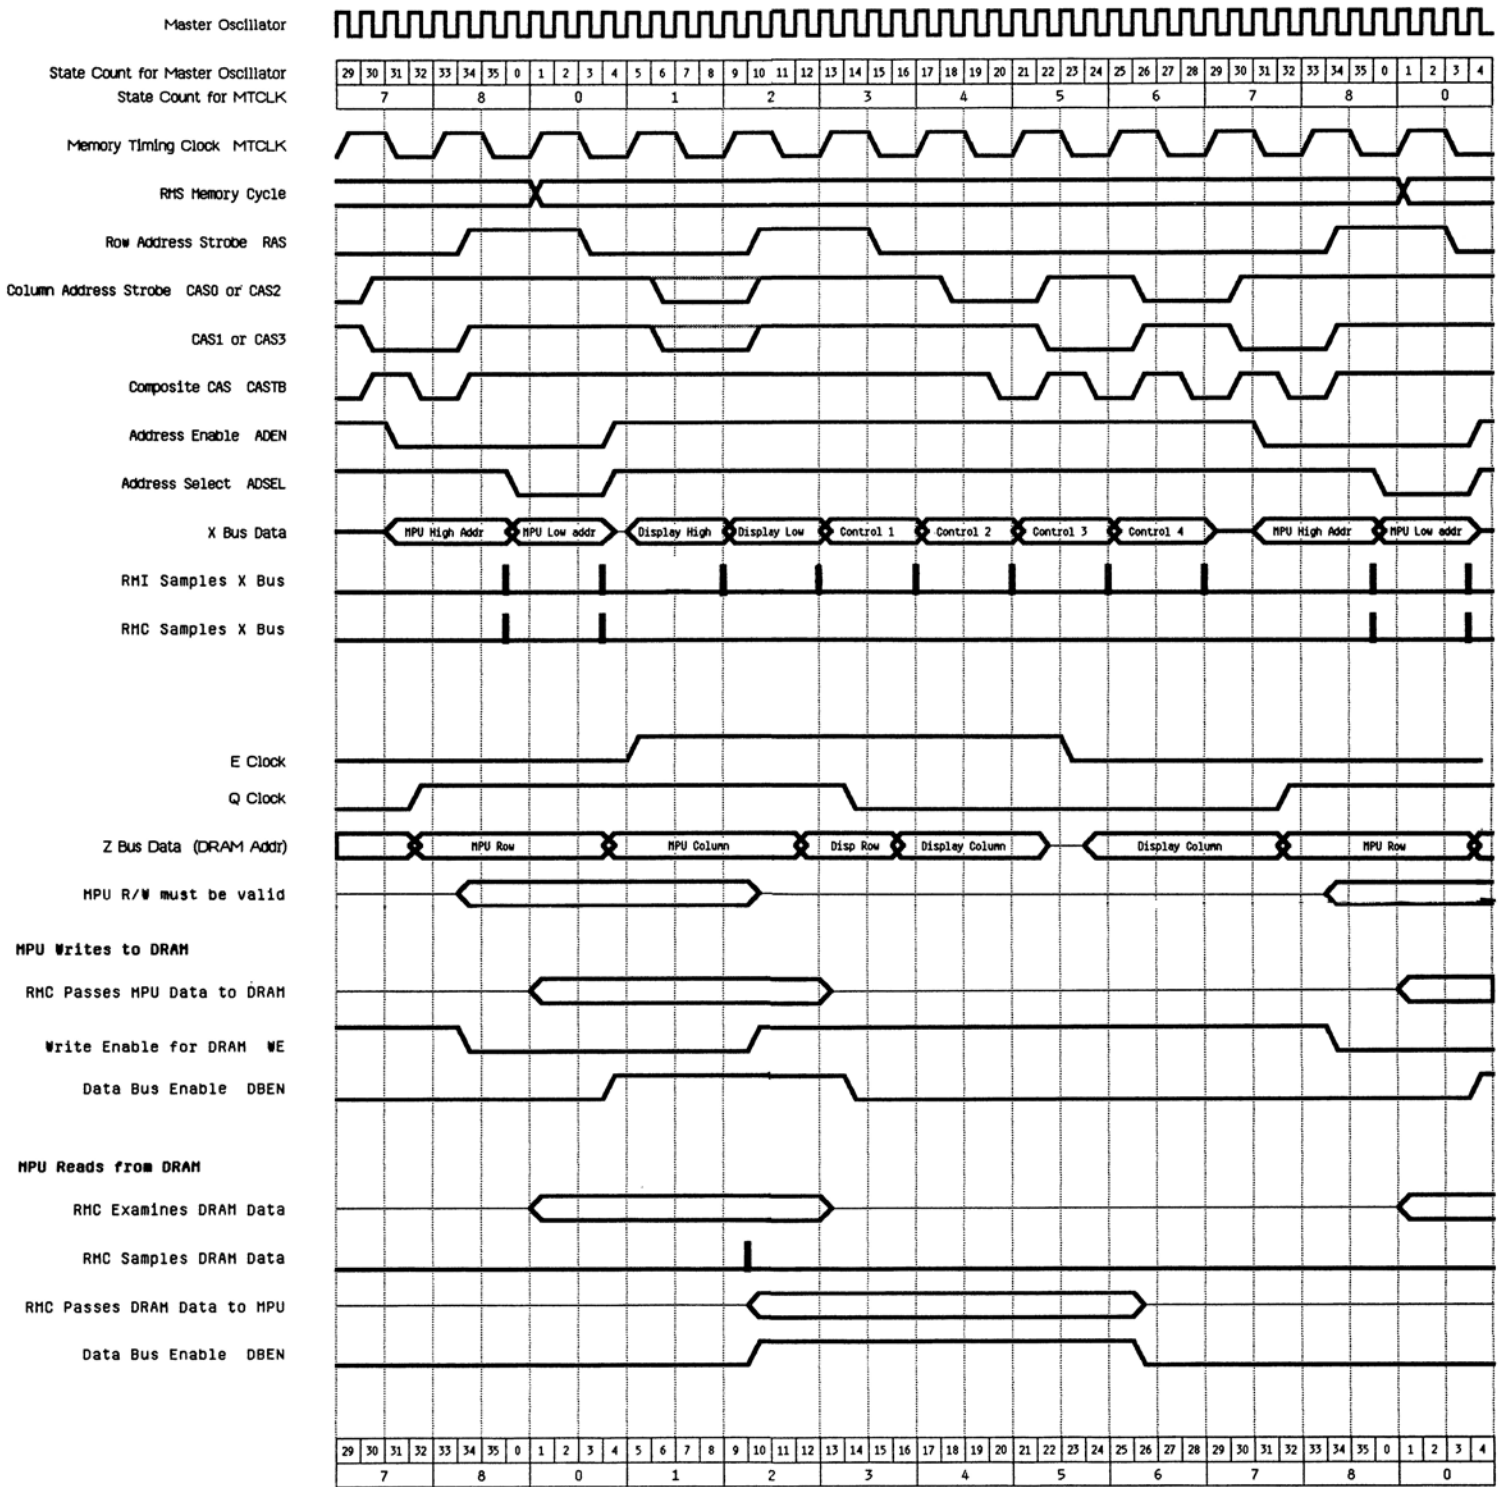 Master Oscillator
State Count for Master Oscillator 29 30 31 32 33 34 35 0 1 2 3 4 5 6 7 8 9 10 11 12 13 14 15 16 17 18 19 20 21 22 23 24 25 26 27 28 29 30 31 32 33 34 35 0 1 2 3 4
State Count for MTCLK 7 8 0 1 2 3 4 5 6 7 8 0
Memory Timing Clock MTCLK
RMS Memory Cycle
Row Address Strobe RAS
Column Address Strobe CAS0 or CAS2
CAS1 or CAS3
Composite CAS CASTB
Address Enable ADEN
Address Select ADSEL
X Bus Data MPU High Addr MPU Low addr Display High Display Low Control 1 Control 2 Control 3 Control 4 MPU High Addr MPU Low addr
RMI Samples X Bus
RMC Samples X Bus
E Clock
Q Clock
Z Bus Data (DRAM Addr) MPU Row MPU Column Disp Row Display Column Display Column MPU Row
MPU R/W must be valid
MPU Writes to DRAM
RMC Passes MPU Data to DRAM
Write Enable for DRAM WE
Data Bus Enable DBEN
MPU Reads from DRAM
RMC Examines DRAM Data
RMC Samples DRAM Data
RMC Passes DRAM Data to MPU
Data Bus Enable DBEN
29 30 31 32 33 34 35 0 1 2 3 4 5 6 7 8 9 10 11 12 13 14 15 16 17 18 19 20 21 22 23 24 25 26 27 28 29 30 31 32 33 34 35 0 1 2 3 4
7 8 0 1 2 3 4 5 6 7 8 0